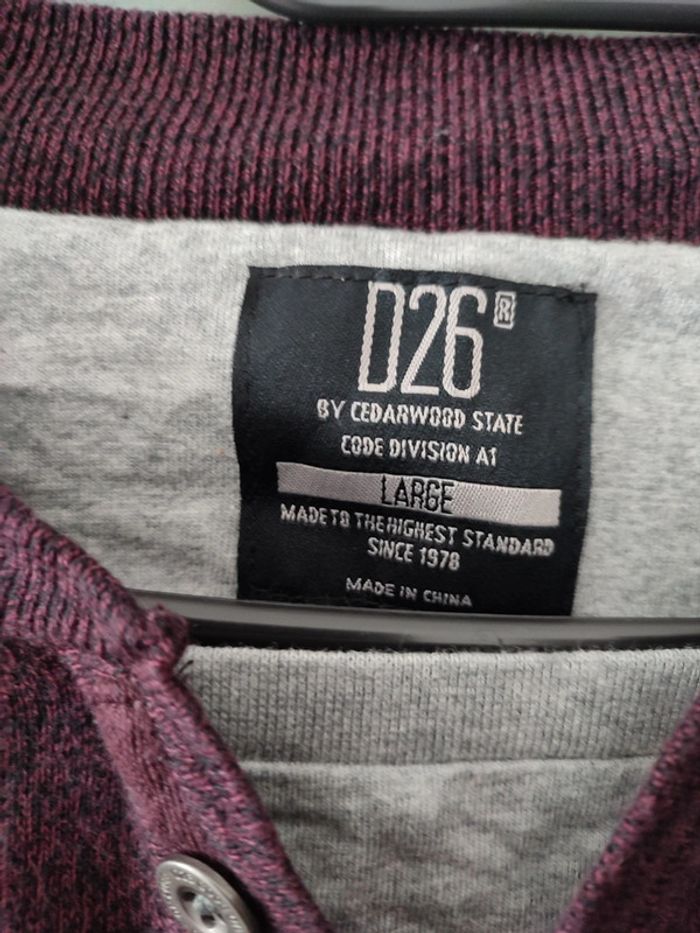 D26®
BY CEDARWOOD STATE
CODE DIVISION A1
LARGE
MADE TO THE HIGHEST STANDARD
SINCE 1978
MADE IN CHINA